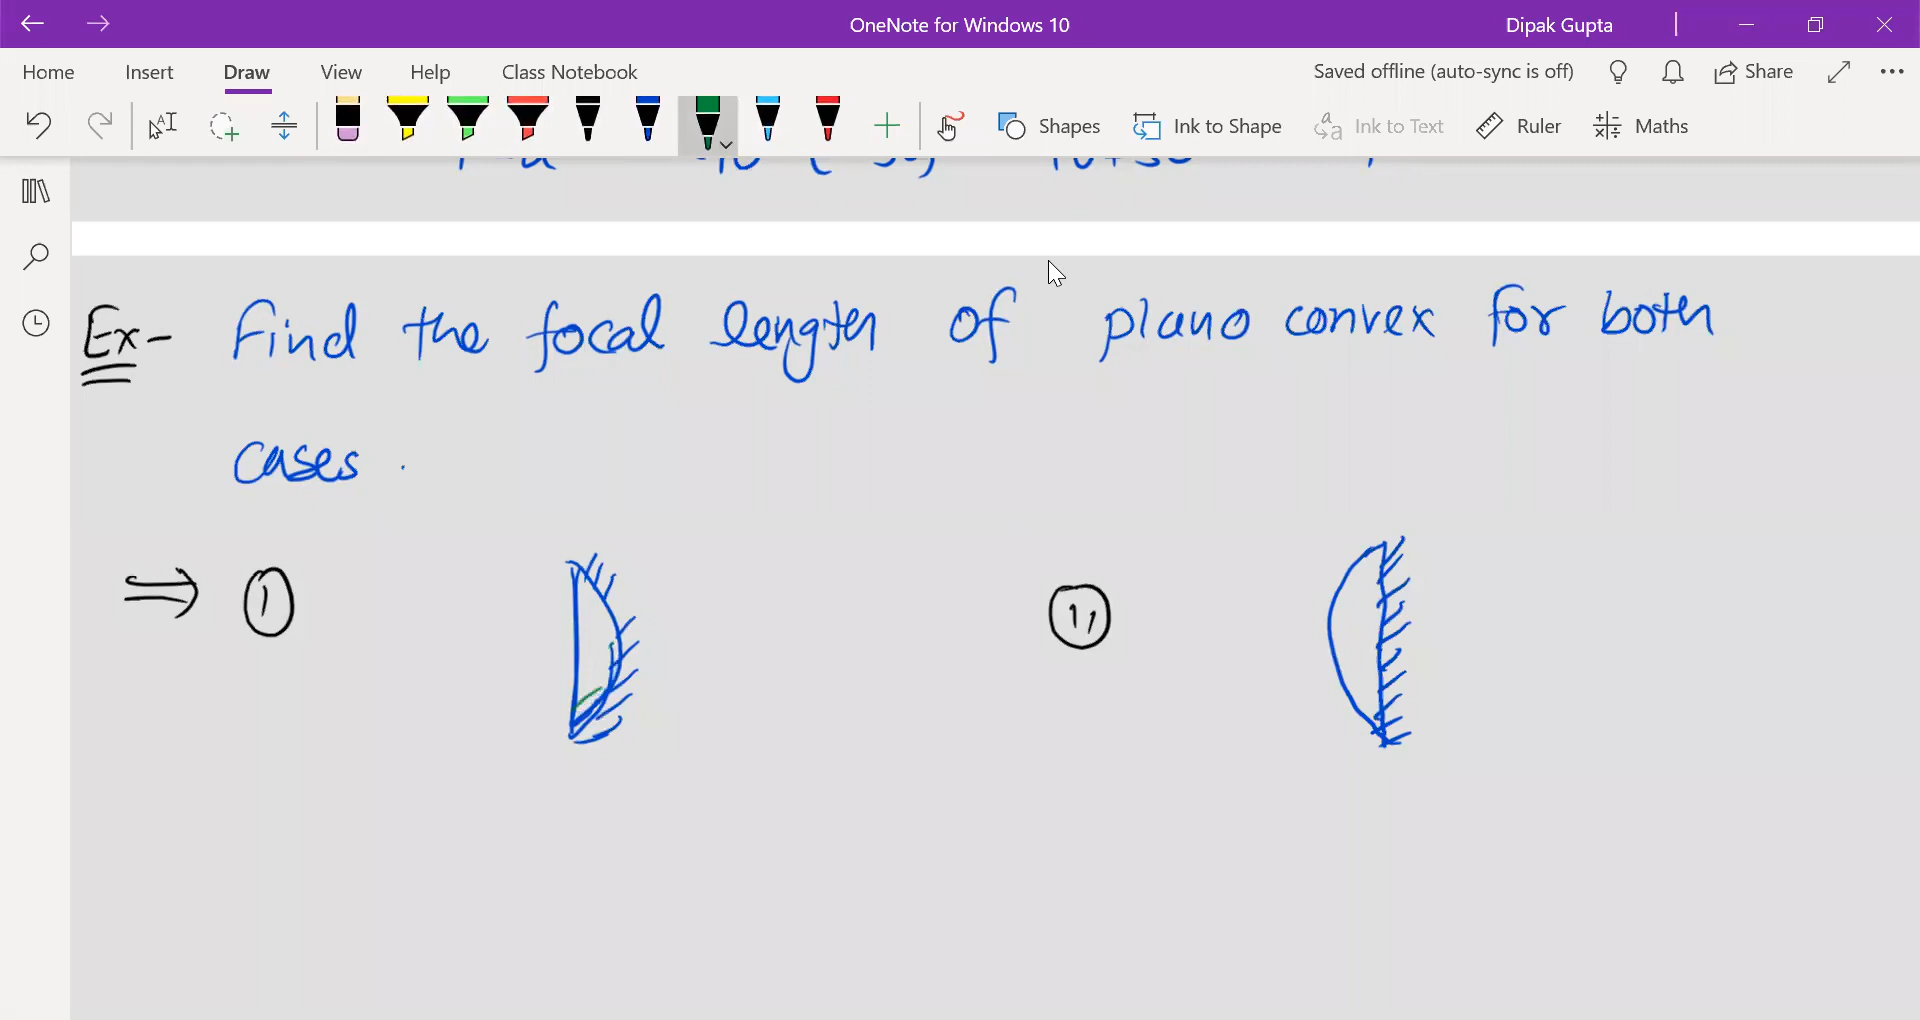 OneNote for Windows 10
Dipak Gupta
Home Insert Draw View Help Class Notebook
Saved offline (auto-sync is off) Share
Shapes Ink to Shape Ink to Text Ruler Maths
Ex- Find the focal length of plano convex for both
cases .
⇒ ① ②